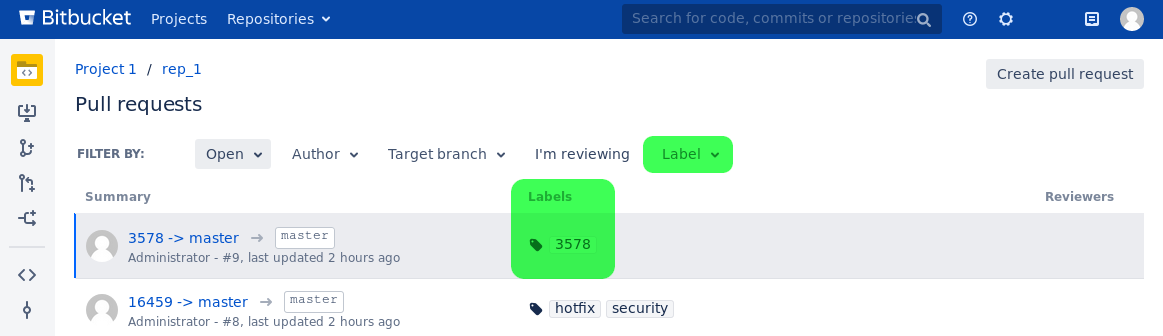 Bitbucket Projects Repositories Search for code, commits or repositories
Project 1 / rep_1
Create pull request
Pull requests
FILTER BY: Open Author Target branch I'm reviewing Label
Summary Labels Reviewers
3578 -> master → master 3578
Administrator - #9, last updated 2 hours ago
16459 -> master → master hotfix security
Administrator - #8, last updated 2 hours ago